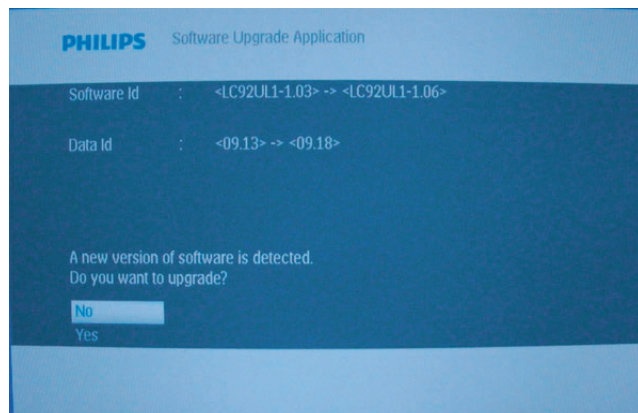 PHILIPS Software Upgrade Application
Software Id : <LC92UL1-1.03> -> <LC92UL1-1.06>
Data Id : <09.13> -> <09.18>
A new version of software is detected.
Do you want to upgrade?
No
Yes